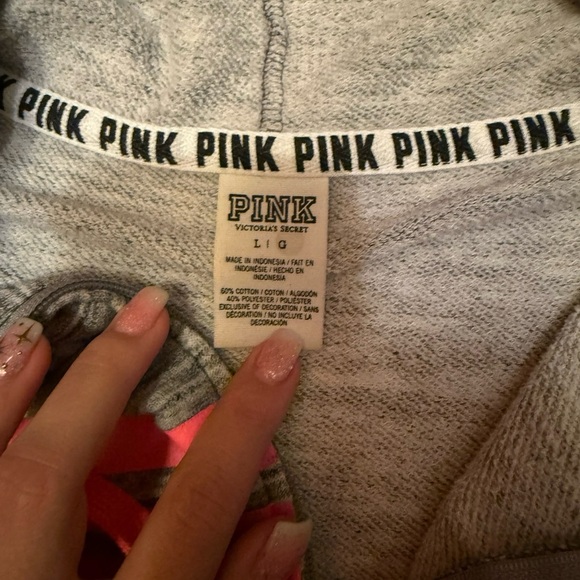 K PINK PINK PINK PINK PINK PINK
PINK
VICTORIA'S SECRET
L | G
MADE IN INDONESIA / FAIT EN
INDONÉSIE / HECHO EN
INDONESIA
60% COTTON / COTON / ALGODÓN
40% POLYESTER / POLIÉSTER
EXCLUSIVE OF DECORATION / SANS
DÉCORATION / NO INCLUYE LA
DECORACIÓN